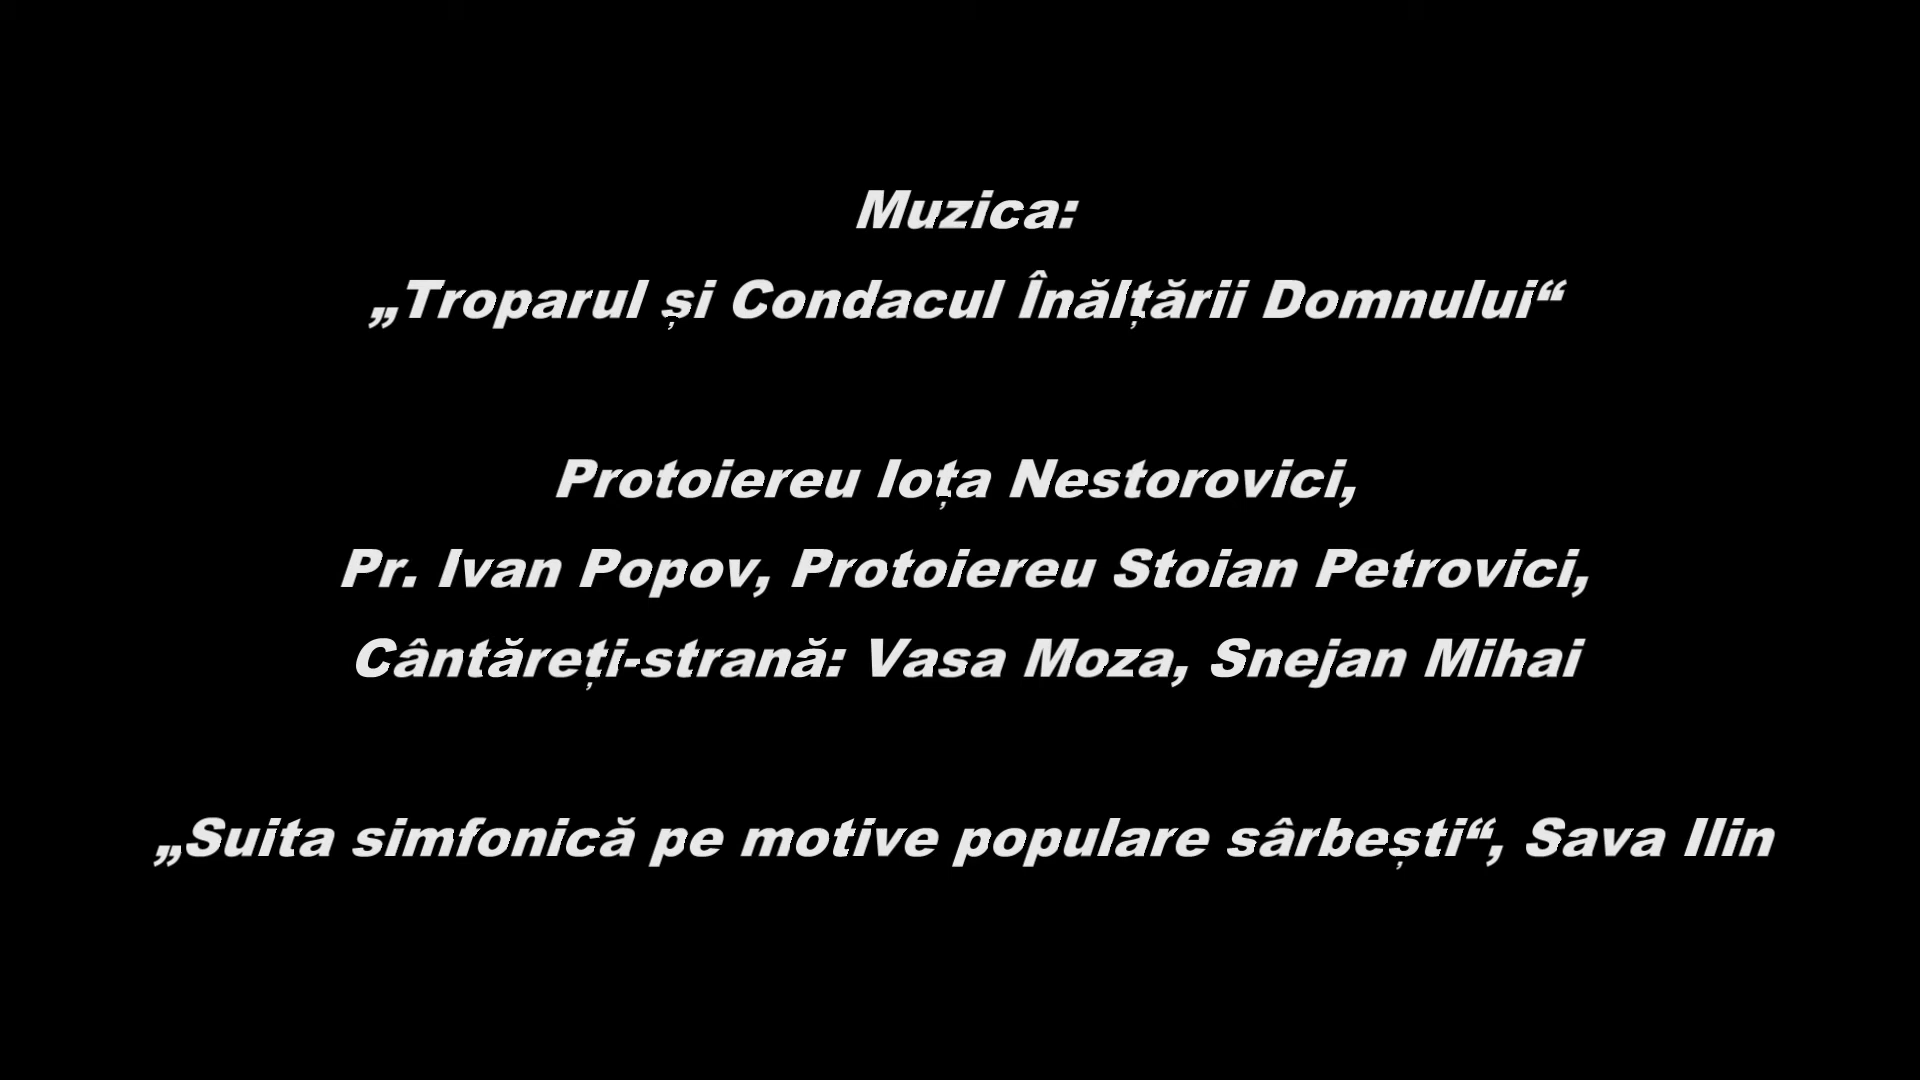 Muzica:
„Troparul și Condacul Înălțării Domnului“
Protoiereu Ioța Nestorovici,
Pr. Ivan Popov, Protoiereu Stoian Petrovici,
Cântăreți-strană: Vasa Moza, Snejan Mihai
„Suita simfonică pe motive populare sârbești“, Sava Ilin